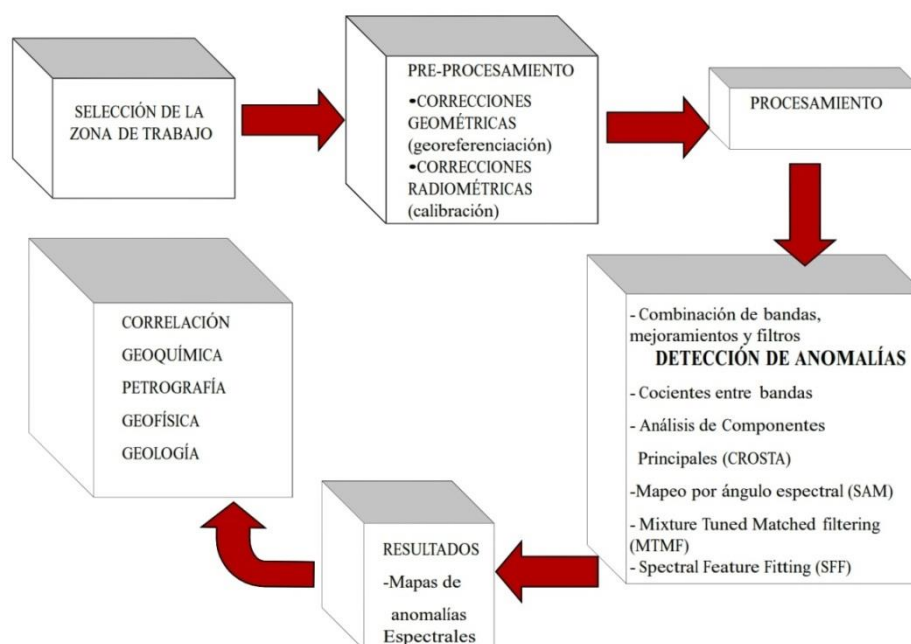 SELECCIÓN DE LA
ZONA DE TRABAJO
PRE-PROCESAMIENTO
•CORRECCIONES
GEOMÉTRICAS
(georeferenciación)
•CORRECCIONES
RADIOMÉTRICAS
(calibración)
PROCESAMIENTO
- Combinación de bandas,
mejoramientos y filtros
DETECCIÓN DE ANOMALÍAS
- Cocientes entre bandas
- Análisis de Componentes
Principales (CROSTA)
-Mapeo por ángulo espectral (SAM)
- Mixture Tuned Matched filtering
(MTMF)
- Spectral Feature Fitting (SFF)
RESULTADOS
-Mapas de
anomalías
Espectrales
CORRELACIÓN
GEOQUÍMICA
PETROGRAFÍA
GEOFÍSICA
GEOLOGÍA